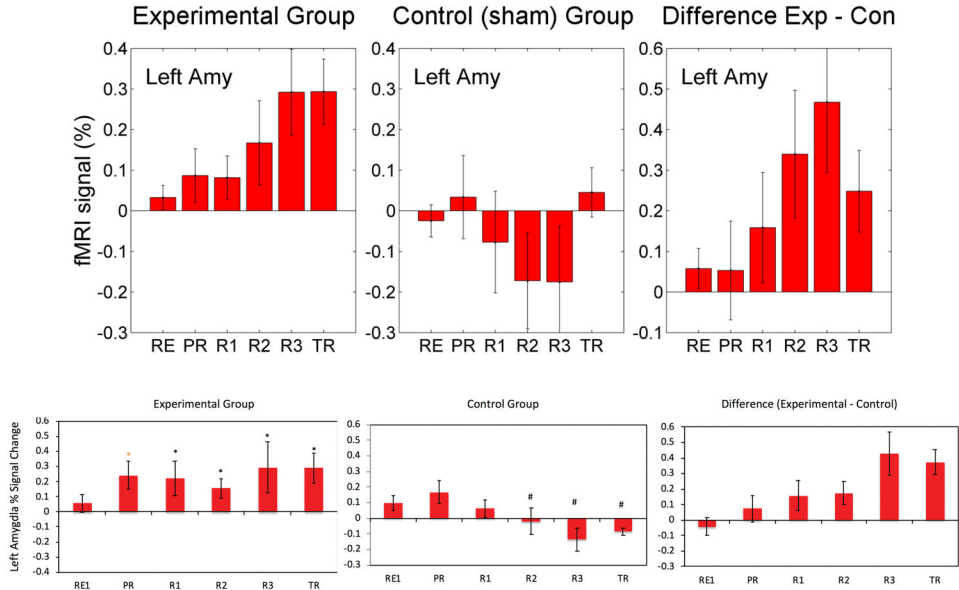 Experimental Group
Control (sham) Group
Difference Exp - Con
fMRI signal (%)
0.4
0.3
0.2
0.1
0
-0.1
-0.2
-0.3
Left Amy
RE PR R1 R2 R3 TR
0.4
0.3
0.2
0.1
0
-0.1
-0.2
-0.3
Left Amy
RE PR R1 R2 R3 TR
0.6
0.5
0.4
0.3
0.2
0.1
0
-0.1
Left Amy
RE PR R1 R2 R3 TR
Experimental Group
Left Amygdla % Signal Change
0.6
0.5
0.4
0.3
0.2
0.1
0
-0.1
-0.2
-0.3
-0.4
* * * * *
RE1 PR R1 R2 R3 TR
Control Group
0.6
0.5
0.4
0.3
0.2
0.1
0
-0.1
-0.2
-0.3
-0.4
# # #
RE1 PR R1 R2 R3 TR
Difference (Experimental - Control)
0.6
0.5
0.4
0.3
0.2
0.1
0
-0.1
-0.2
-0.3
RE1 PR R1 R2 R3 TR